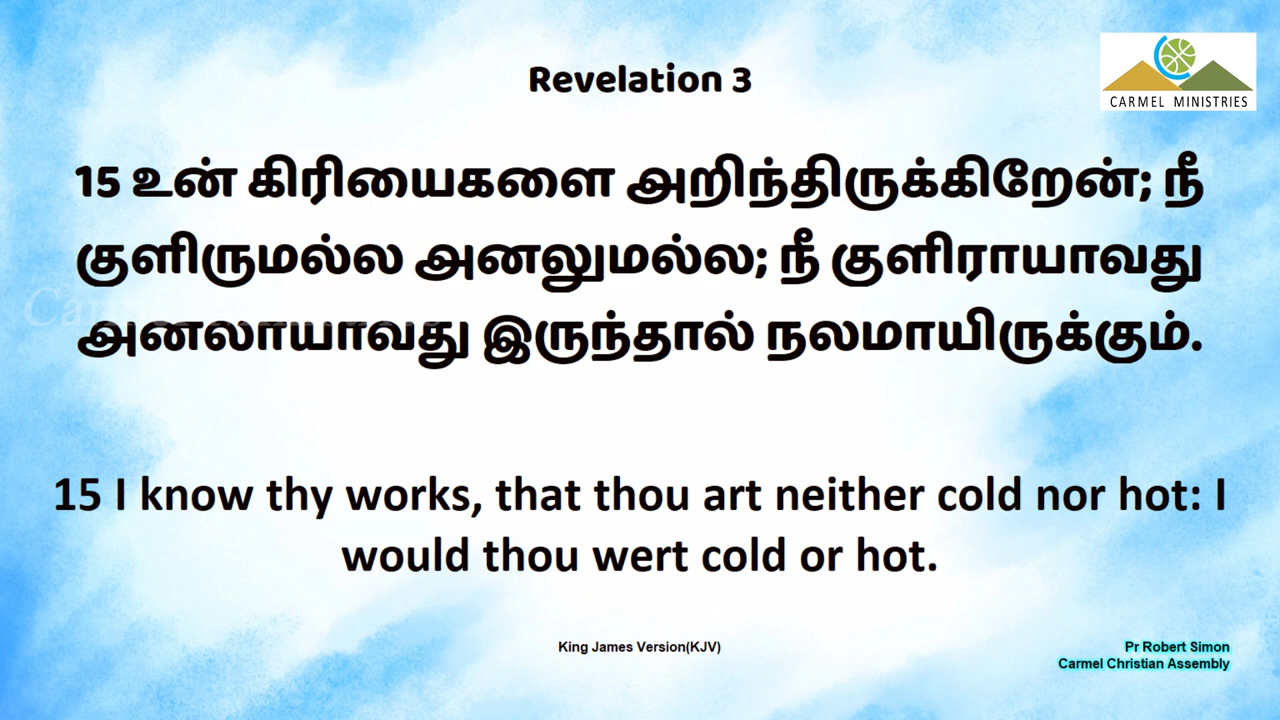 Revelation 3
CARMEL MINISTRIES
15 உன் கிரியைகளை அறிந்திருக்கிறேன்; நீ
குளிருமல்ல அனலுமல்ல; நீ குளிராயாவது
அனலாயாவது இருந்தால் நலமாயிருக்கும்.
15 I know thy works, that thou art neither cold nor hot: I
would thou wert cold or hot.
King James Version(KJV)
Pr Robert Simon
Carmel Christian Assembly